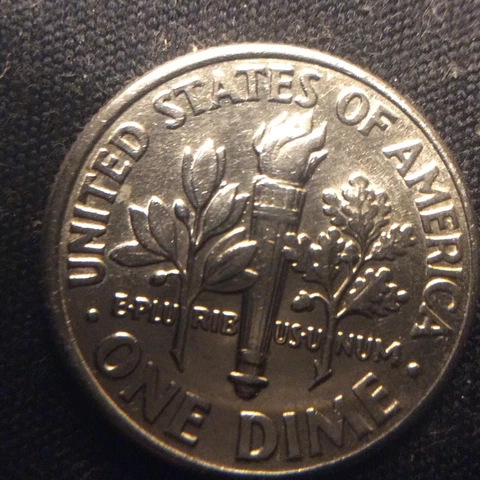 UNITED STATES OF AMERICA
E·PLURIBUS·UNUM
· ONE DIME ·